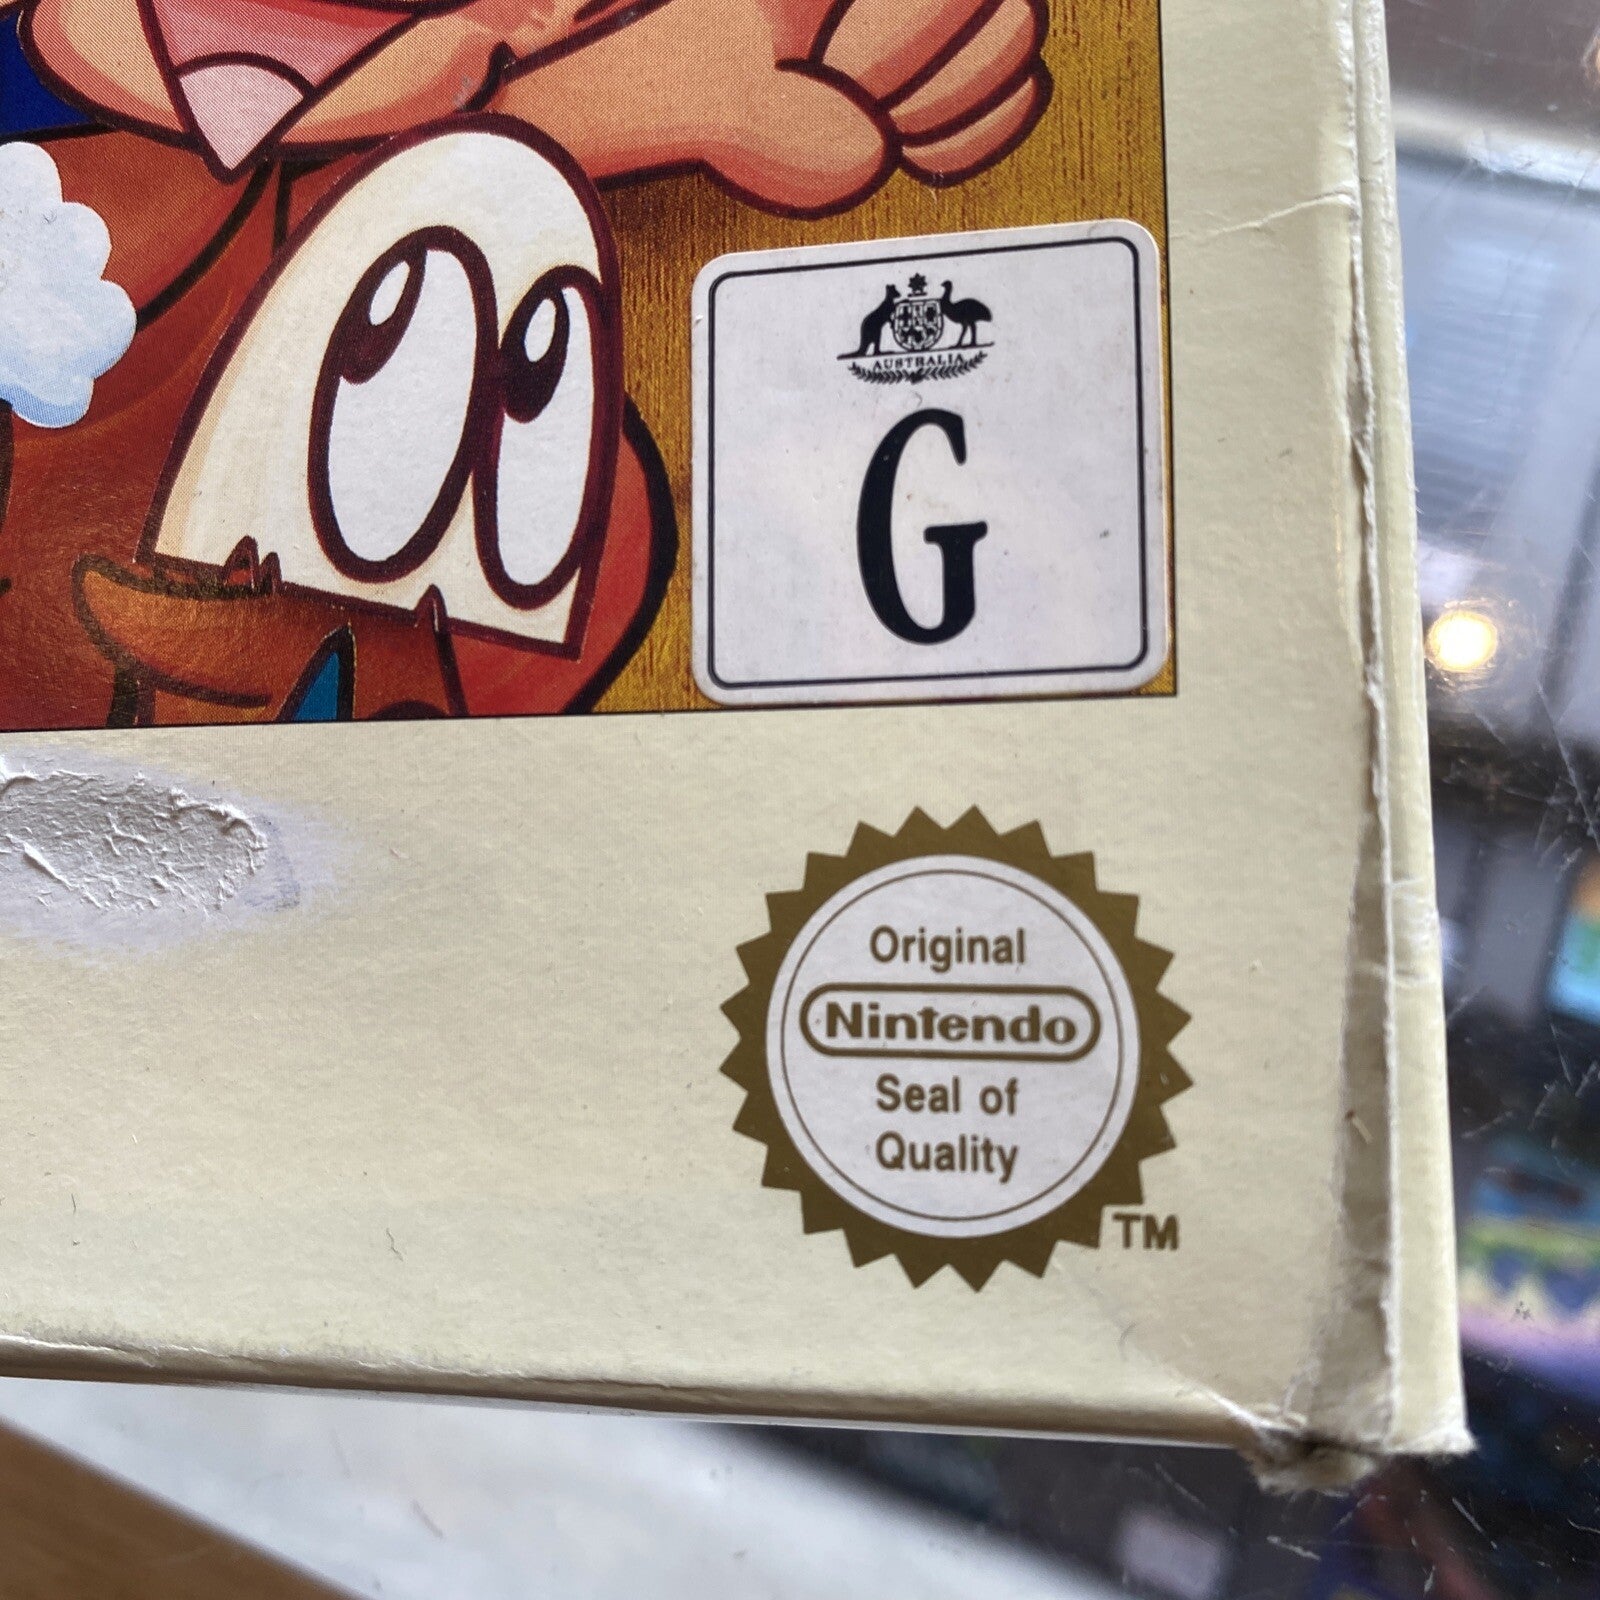 AUSTRALIA
G
Original
Nintendo
Seal of
Quality
TM